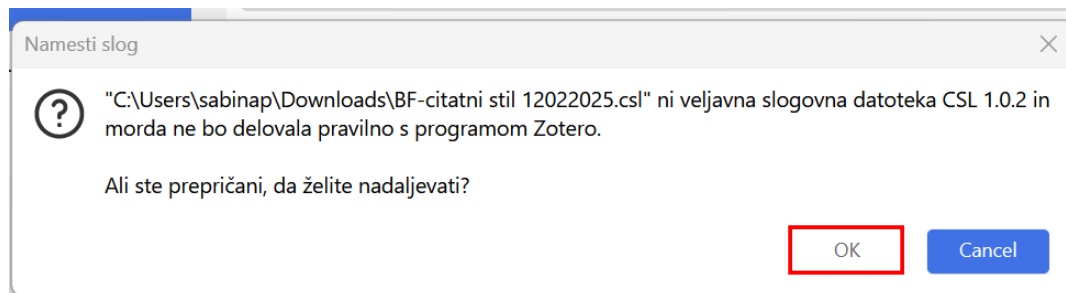 Namesti slog
"C:\Users\sabinap\Downloads\BF-citatni stil 12022025.csl" ni veljavna slogovna datoteka CSL 1.0.2 in
morda ne bo delovala pravilno s programom Zotero.
Ali ste prepričani, da želite nadaljevati?
OK
Cancel